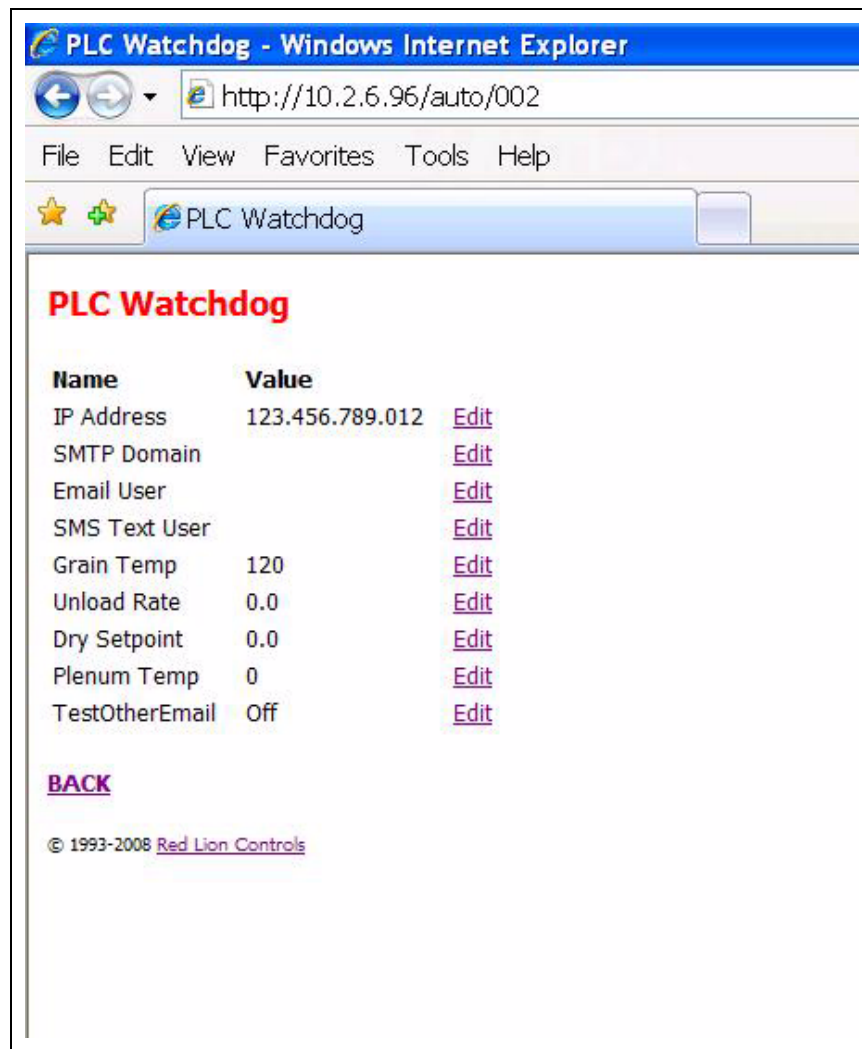 PLC Watchdog - Windows Internet Explorer
http://10.2.6.96/auto/002
File Edit View Favorites Tools Help
PLC Watchdog
PLC Watchdog
Name Value
IP Address 123.456.789.012 Edit
SMTP Domain Edit
Email User Edit
SMS Text User Edit
Grain Temp 120 Edit
Unload Rate 0.0 Edit
Dry Setpoint 0.0 Edit
Plenum Temp 0 Edit
TestOtherEmail Off Edit
BACK
© 1993-2008 Red Lion Controls